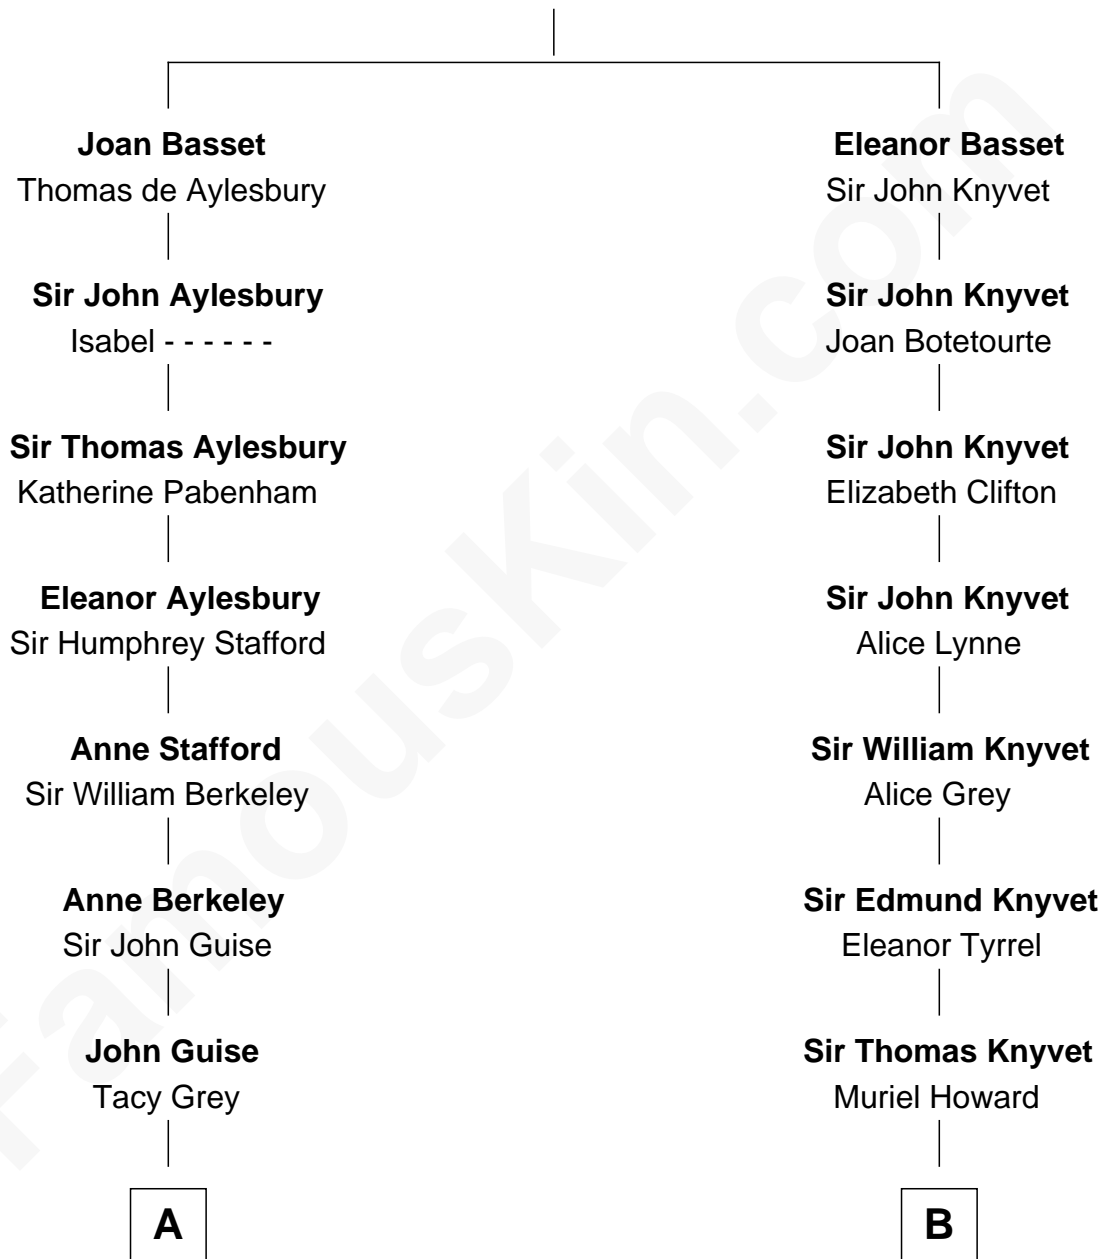 Joan Basset
Thomas de Aylesbury
Sir John Aylesbury
Isabel - - - - - -
Sir Thomas Aylesbury
Katherine Pabenham
Eleanor Aylesbury
Sir Humphrey Stafford
Anne Stafford
Sir William Berkeley
Anne Berkeley
Sir John Guise
John Guise
Tacy Grey
A
Eleanor Basset
Sir John Knyvet
Sir John Knyvet
Joan Botetourte
Sir John Knyvet
Elizabeth Clifton
Sir John Knyvet
Alice Lynne
Sir William Knyvet
Alice Grey
Sir Edmund Knyvet
Eleanor Tyrrel
Sir Thomas Knyvet
Muriel Howard
B
FamousKin.com